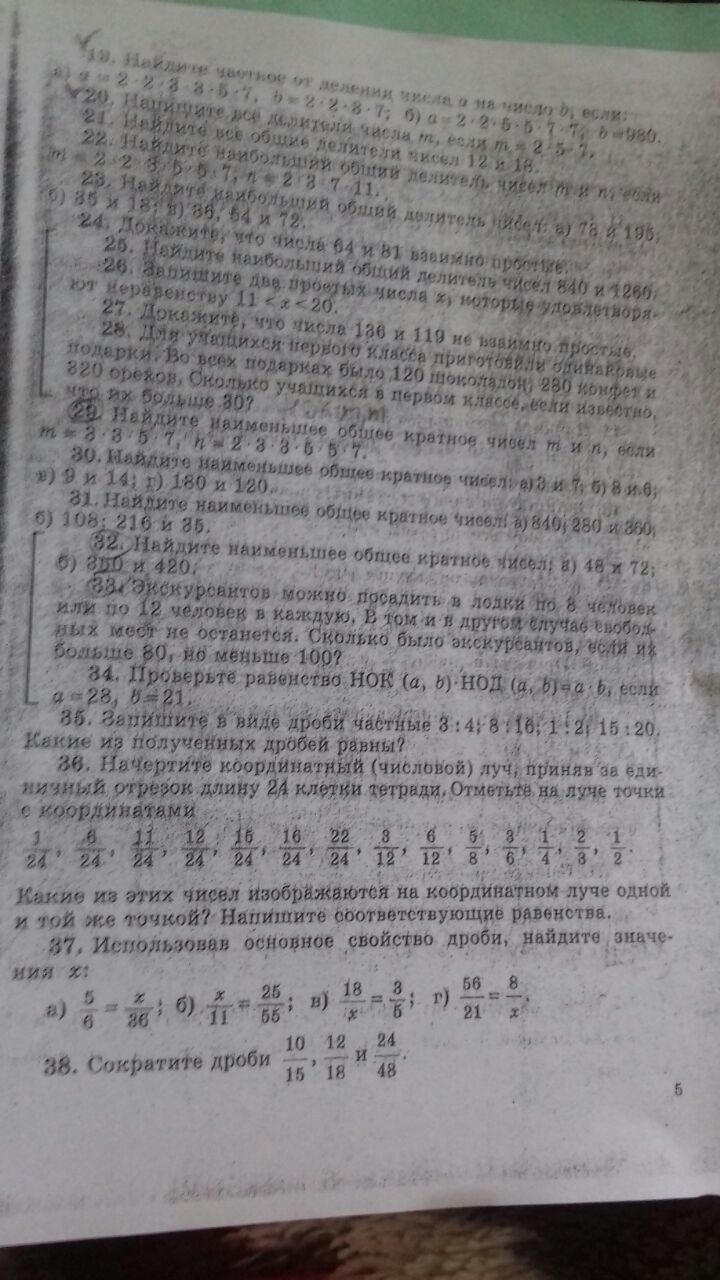 19. Найдите частное от делении числа a на число b, если:
а) a = 2 · 2 · 3 · 3 · 5 · 7, b = 2 · 2 · 3 · 7; б) a = 2 · 2 · 5 · 5 · 7 · 7, b = 980.
20. Напишите все делители числа m, если m = 2 · 5 · 7.
21. Найдите все общие делители чисел 12 и 18.
22. Найдите наибольший общий делитель чисел m и n, если
m = 2 · 2 · 3 · 5 · 5 · 7, n = 2 · 3 · 7 · 11.
23. Найдите наибольший общий делитель чисел: а) 78 и 195;
б) 35 и 18; в) 36, 54 и 72.
24. Докажите, что числа 64 и 81 взаимно простые.
25. Найдите наибольший общий делитель чисел 840 и 1260.
26. Запишите два простых числа x, которые удовлетворя-
ют неравенству 11 < x < 20.
27. Докажите, что числа 136 и 119 не взаимно простые.
28. Для учащихся первого класса приготовили одинаковые
подарки. Во всех подарках было 120 шоколадок, 280 конфет и
320 орехов. Сколько учащихся в первом классе, если известно,
что их больше 30?
29. Найдите наименьшее общее кратное чисел m и n, если
m = 3 · 3 · 5 · 7, n = 2 · 3 · 3 · 5 · 5 · 7.
30. Найдите наименьшее общее кратное чисел: а) 3 и 7; б) 8 и 6;
в) 9 и 14; г) 180 и 120.
31. Найдите наименьшее общее кратное чисел: а) 840; 280 и 360;
б) 108; 216 и 35.
32. Найдите наименьшее общее кратное чисел: а) 48 и 72;
б) и 420.
33. Экскурсантов можно посадить в лодки по 8 человек
или по 12 человек в каждую. В том и в другом случае свобод-
ных мест не останется. Сколько было экскурсантов, если их
больше 80, но меньше 100?
34. Проверьте равенство НОК (a, b) · НОД (a, b) = a · b, если
a = 28, b = 21.
35. Запишите в виде дроби частные 3 : 4; 8 : 16; 1 : 2; 15 : 20.
Какие из полученных дробей равны?
36. Начертите координатный (числовой) луч, приняв за еди-
ничный отрезок длину 24 клетки тетради. Отметьте на луче точки
с координатами
1/24, 6/24, 11/24, 12/24, 15/24, 16/24, 22/24, 3/12, 6/12, 5/8, 3/6, 1/4, 2/3, 1/2.
Какие из этих чисел изображаются на координатном луче одной
и той же точкой? Напишите соответствующие равенства.
37. Использовав основное свойство дроби, найдите значе-
ния x:
а) 5/6 = x/36; б) x/11 = 25/55; в) 18/x = 3/5; г) 56/21 = 8/x.
38. Сократите дроби 10/15, 12/18 и 24/48.
5